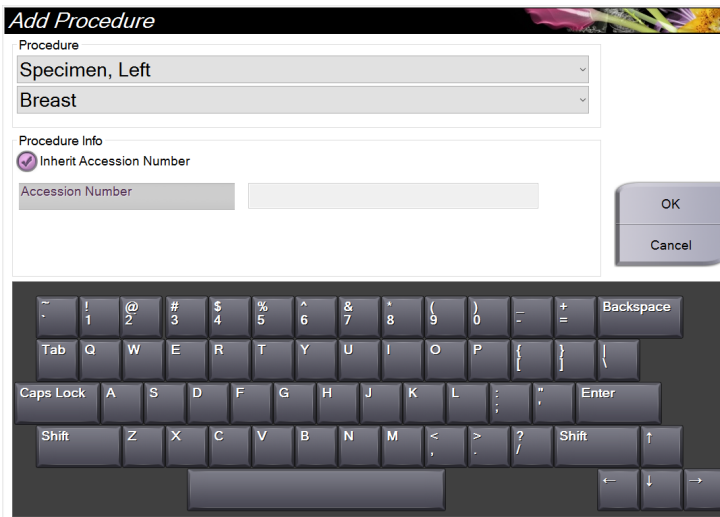 Add Procedure
Procedure
Specimen, Left
Breast
Procedure Info
Inherit Accession Number
Accession Number
OK
Cancel
~ ! @ # $ % ^ & * ( ) _ + Backspace
` 1 2 3 4 5 6 7 8 9 0 - =
Tab Q W E R T Y U I O P { } |
[ ] \
Caps Lock A S D F G H J K L : " Enter
; '
Shift Z X C V B N M < > ? Shift ↑
, . /
← ↓ →